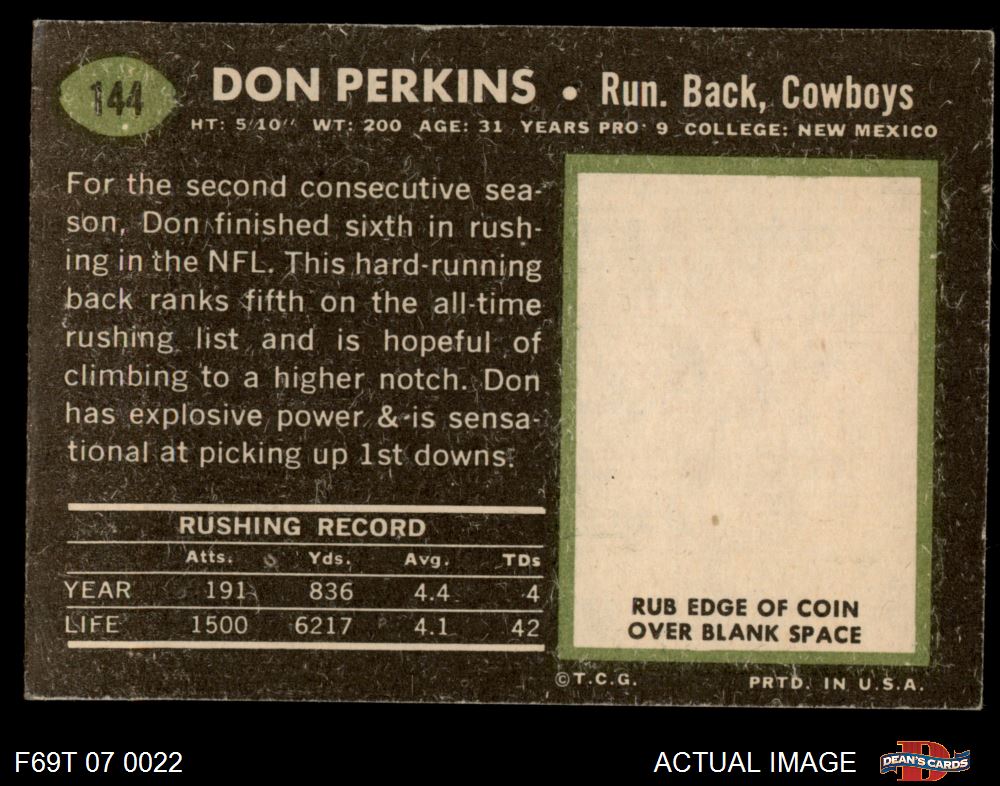 144
DON PERKINS • Run. Back, Cowboys
HT: 5'10" WT: 200 AGE: 31 YEARS PRO: 9 COLLEGE: NEW MEXICO
For the second consecutive sea-
son, Don finished sixth in rush-
ing in the NFL. This hard-running
back ranks fifth on the all-time
rushing list and is hopeful of
climbing to a higher notch. Don
has explosive power & is sensa-
tional at picking up 1st downs.
RUSHING RECORD
Atts. Yds. Avg. TDs
YEAR 191 836 4.4 4
LIFE 1500 6217 4.1 42
RUB EDGE OF COIN
OVER BLANK SPACE
©T.C.G. PRTD. IN U.S.A.
F69T 07 0022 ACTUAL IMAGE DEAN'S CARDS